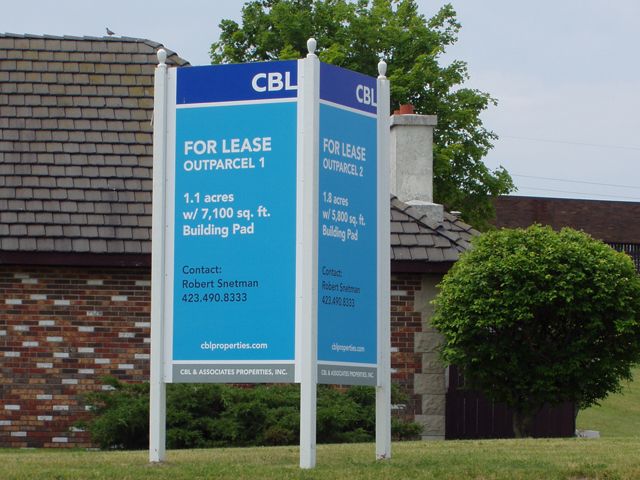 CBL
FOR LEASE
OUTPARCEL 1
1.1 acres
w/ 7,100 sq. ft.
Building Pad
Contact:
Robert Snetman
423.490.8333
cblproperties.com
CBL & ASSOCIATES PROPERTIES, INC.
CBL
FOR LEASE
OUTPARCEL 2
1.8 acres
w/ 5,800 sq. ft.
Building Pad
Contact:
Robert Snetman
423.490.8333
cblproperties.com
CBL & ASSOCIATES PROPERTIES, INC.